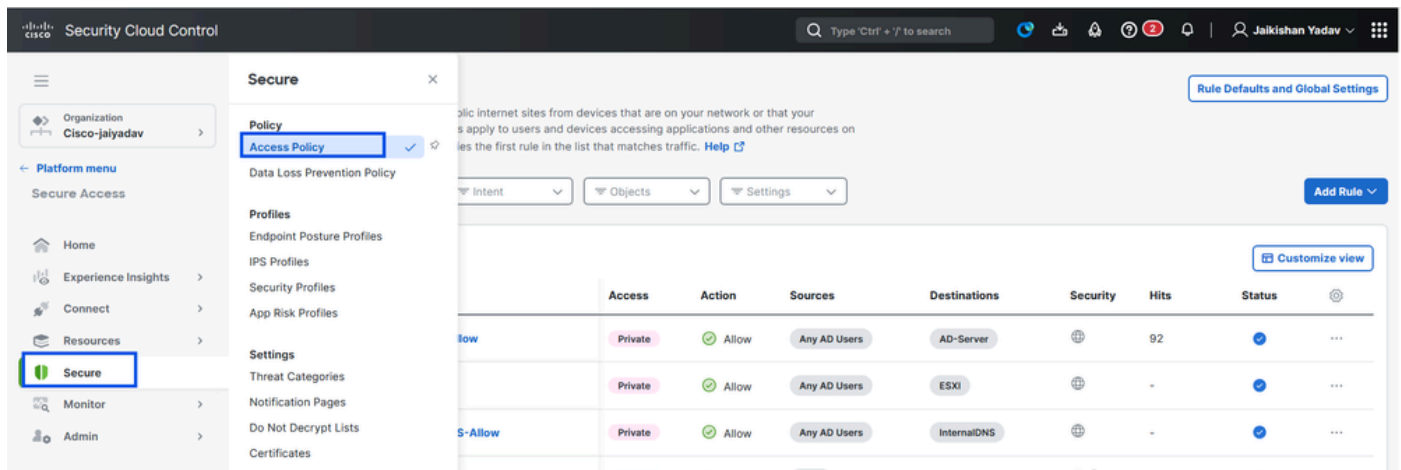 cisco
Security Cloud Control
Type 'Ctrl' + '/' to search
2
Jaikishan Yadav
Organization
Cisco-jaiyadav
Platform menu
Secure Access
Home
Experience Insights
Connect
Resources
Secure
Monitor
Admin
Secure
Policy
Access Policy
Data Loss Prevention Policy
Profiles
Endpoint Posture Profiles
IPS Profiles
Security Profiles
App Risk Profiles
Settings
Threat Categories
Notification Pages
Do Not Decrypt Lists
Certificates
Rule Defaults and Global Settings
blic internet sites from devices that are on your network or that your
s apply to users and devices accessing applications and other resources on
ies the first rule in the list that matches traffic. Help
Intent Objects Settings
Add Rule
Customize view
Access Action Sources Destinations Security Hits Status
llow Private Allow Any AD Users AD-Server 92
Private Allow Any AD Users ESXI -
S-Allow Private Allow Any AD Users InternalDNS -